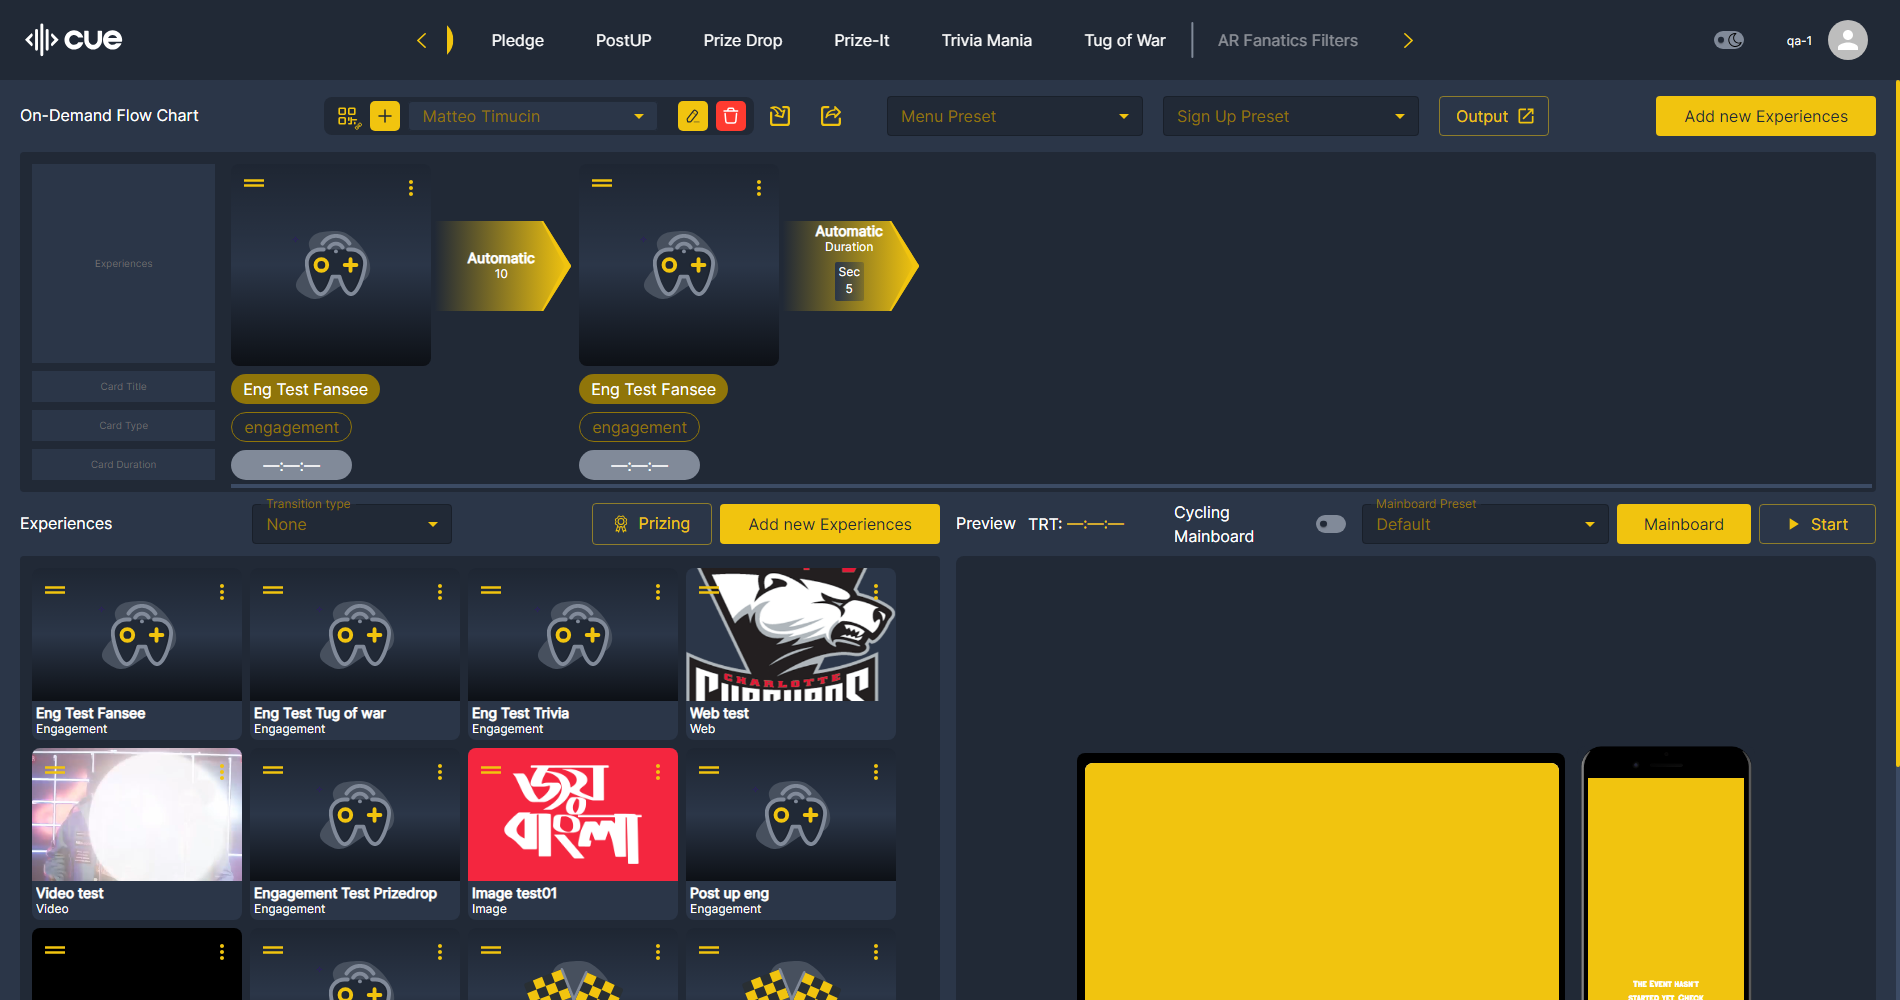 cue
Pledge
PostUP
Prize Drop
Prize-It
Trivia Mania
Tug of War
AR Fanatics Filters
qa-1
On-Demand Flow Chart
Matteo Timucin
Menu Preset
Sign Up Preset
Output
Add new Experiences
Experiences
Automatic
10
Automatic
Duration
Sec
5
Card Title
Eng Test Fansee
Eng Test Fansee
Card Type
engagement
engagement
Card Duration
—:—:—
—:—:—
Experiences
Transition type
None
Prizing
Add new Experiences
Preview
TRT: —:—:—
Cycling
Mainboard
Mainboard Preset
Default
Mainboard
Start
CHARLOTTE
Eng Test Fansee
Engagement
Eng Test Tug of war
Engagement
Eng Test Trivia
Engagement
Web test
Web
জয়
বাংলা
Video test
Video
Engagement Test Prizedrop
Engagement
Image test01
Image
Post up eng
Engagement
The Event hasn't
started yet. Check